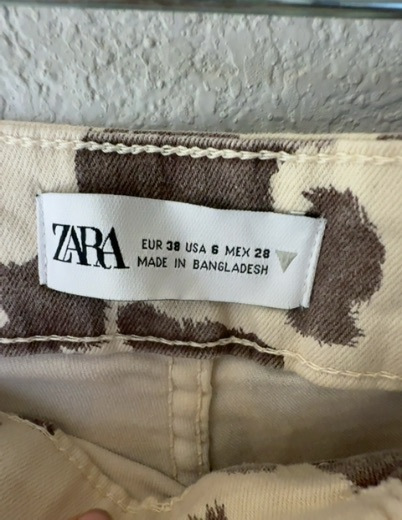 ZARA
EUR 38 USA 6 MEX 28
MADE IN BANGLADESH